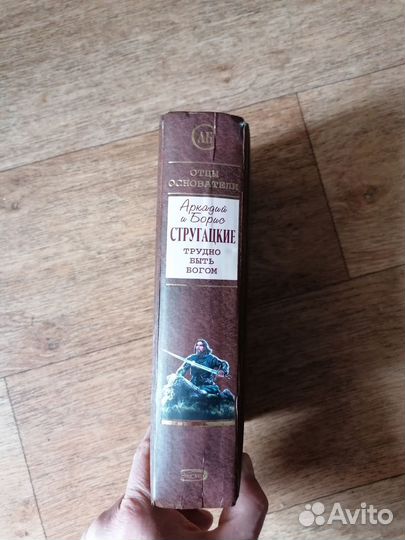 АБ
ОТЦЫ
ОСНОВАТЕЛИ
Аркадий
и Борис
СТРУГАЦКИЕ
ТРУДНО
БЫТЬ
БОГОМ
Avito